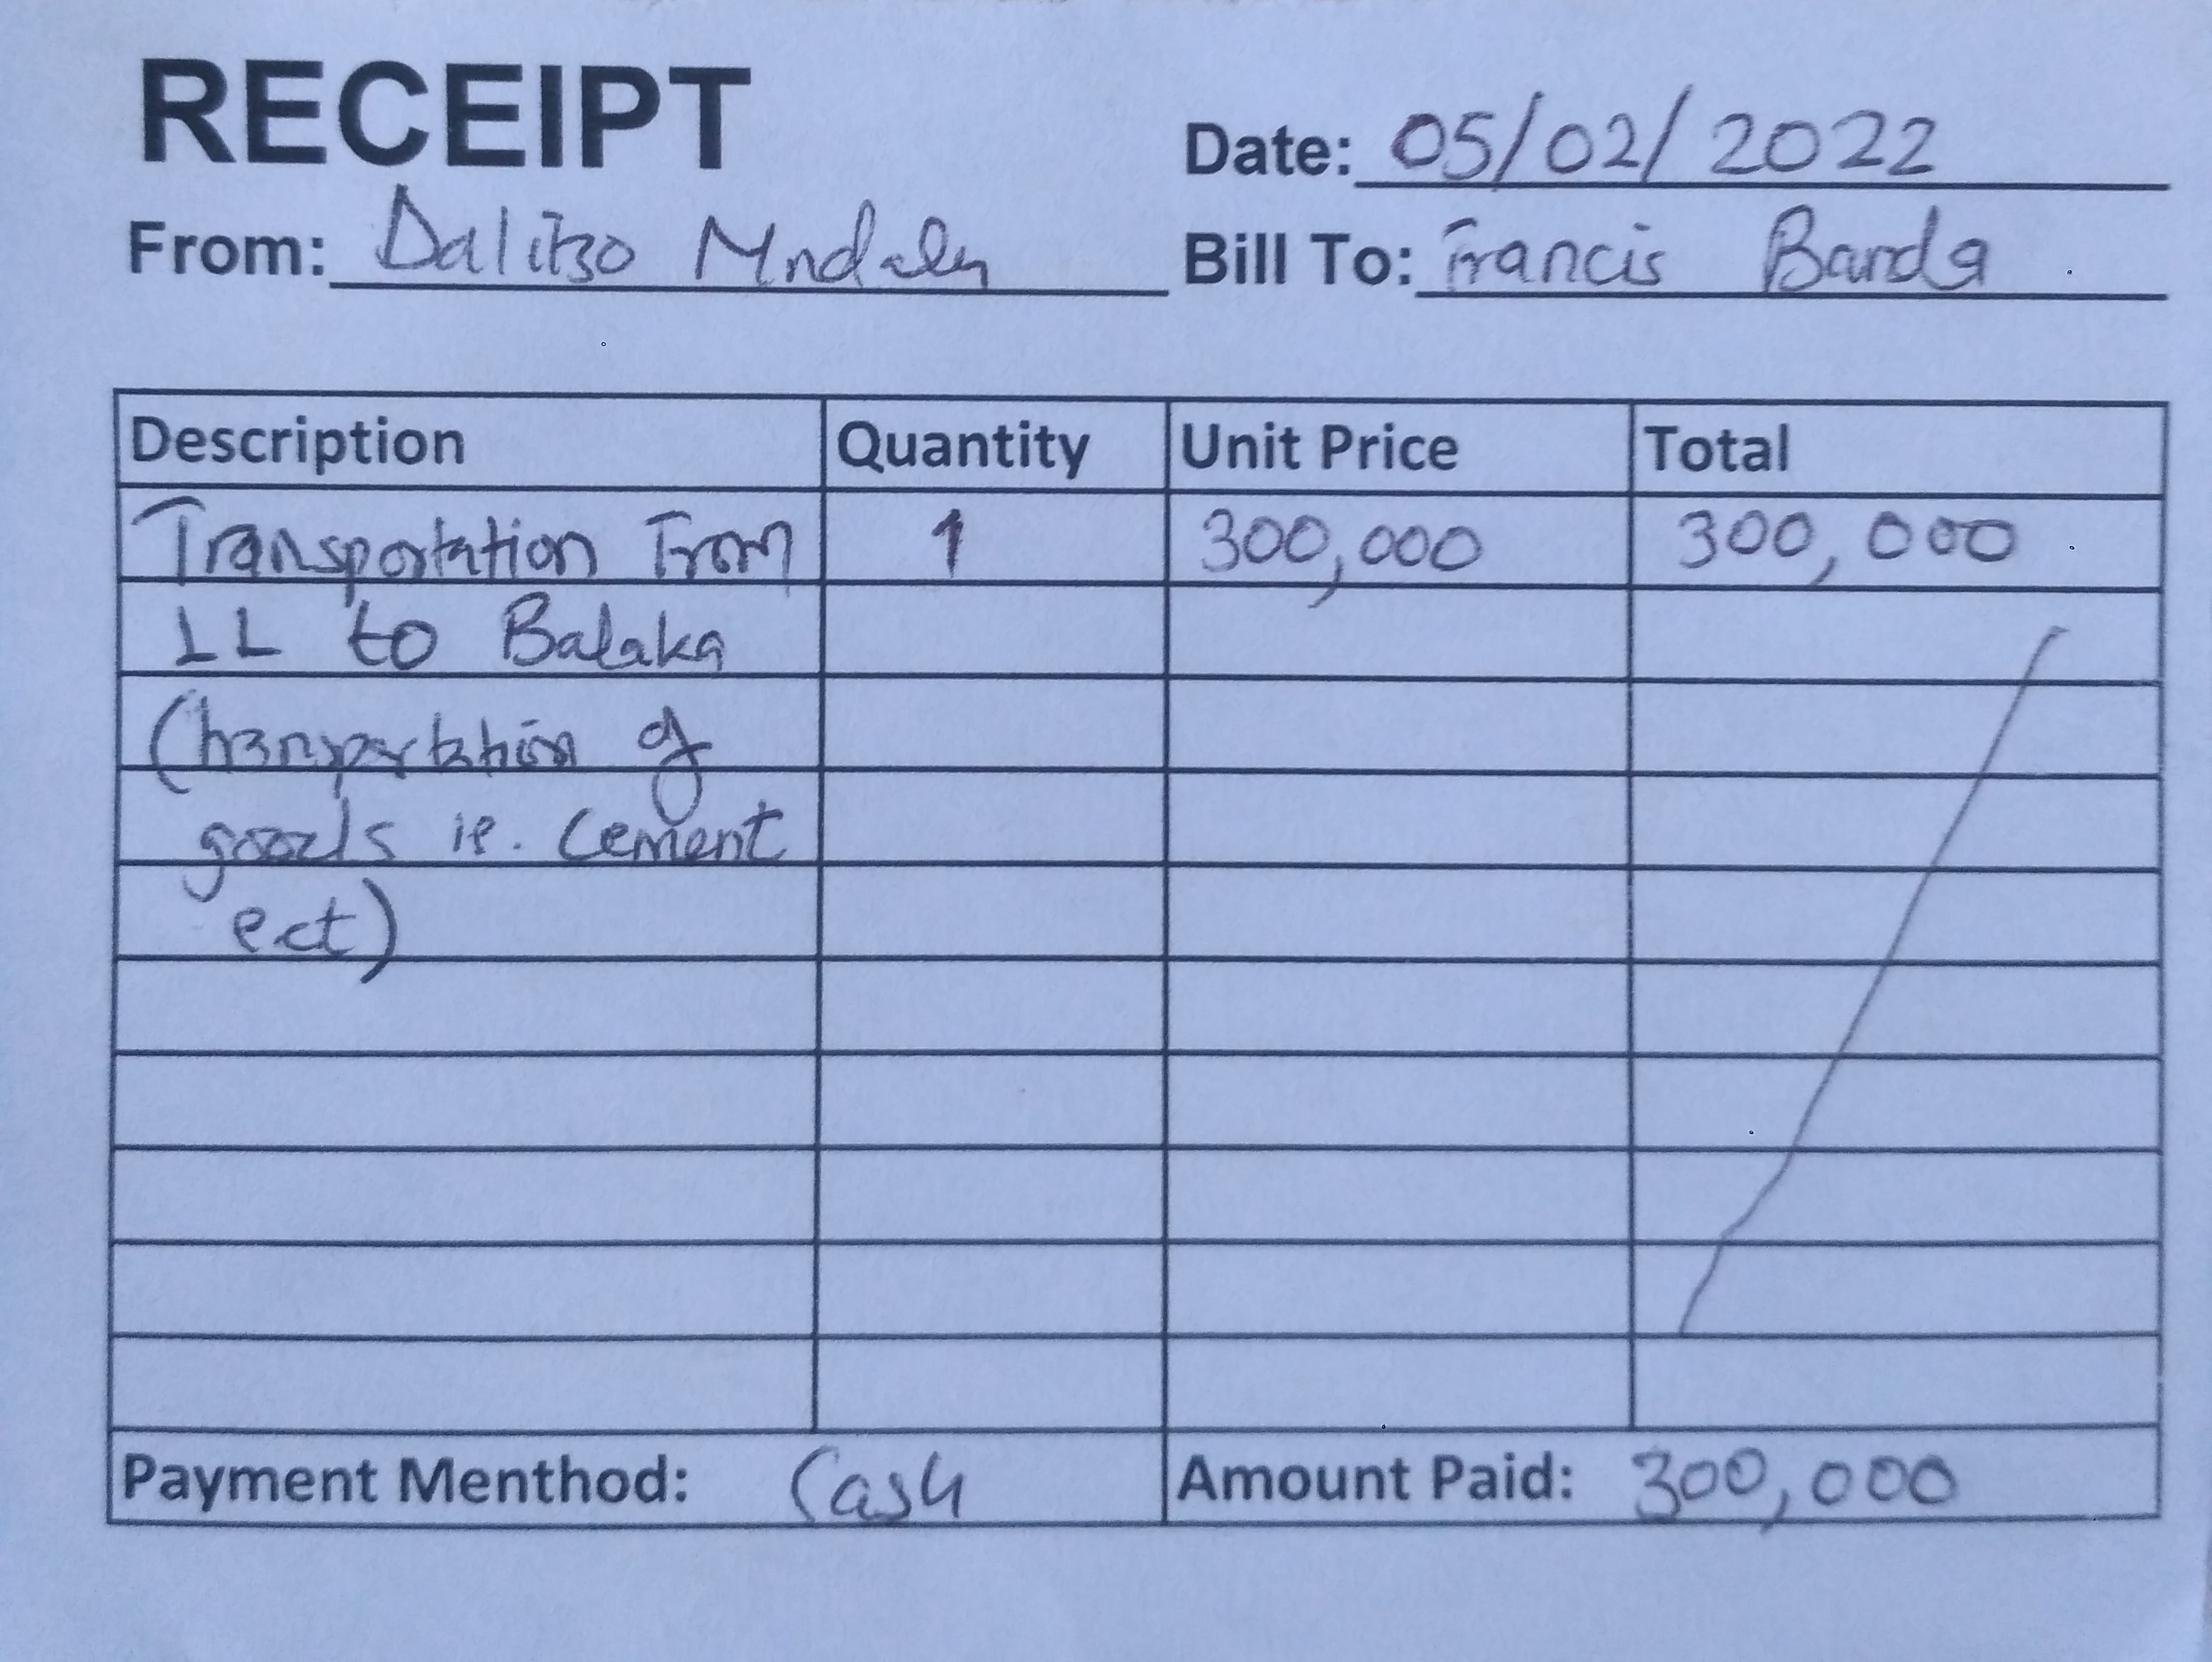 RECEIPT
Date: 05/02/2022
From: Dalitso
Bill To: Francis Banda
Description Quantity Unit Price Total
Transportation From 1 300,000 300,000
LL to Balaka
(transportation of
goods ie. Cement
ect)
Payment Menthod: Cash Amount Paid: 300,000